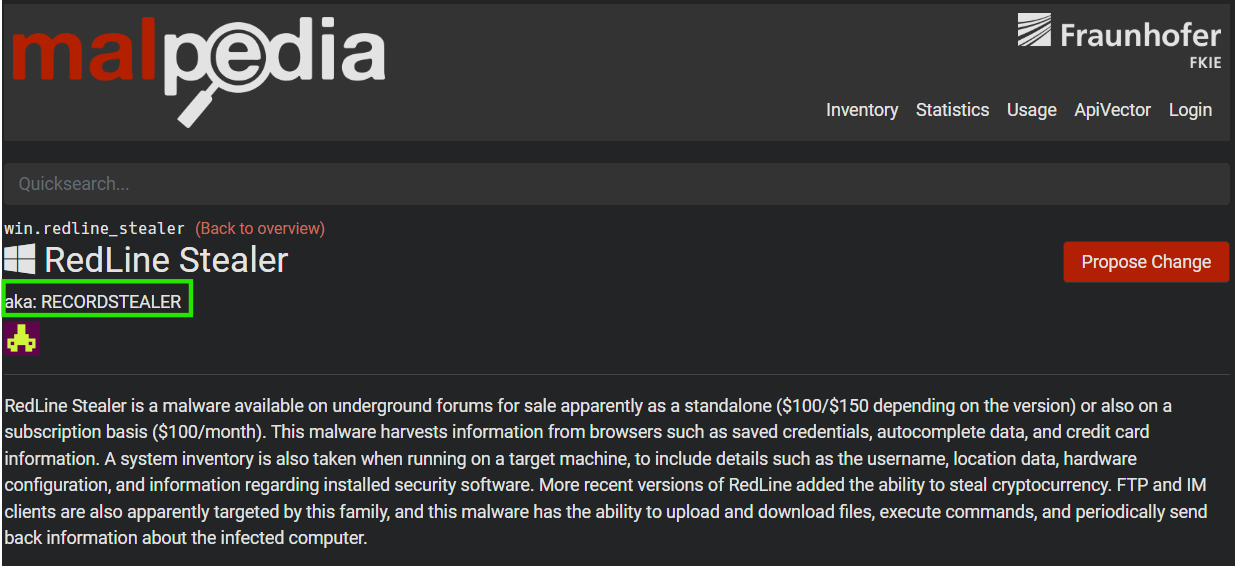 malpedia
Fraunhofer
FKIE
Inventory Statistics Usage ApiVector Login
Quicksearch...
win.redline_stealer (Back to overview)
RedLine Stealer
Propose Change
aka: RECORDSTEALER
RedLine Stealer is a malware available on underground forums for sale apparently as a standalone ($100/$150 depending on the version) or also on a
subscription basis ($100/month). This malware harvests information from browsers such as saved credentials, autocomplete data, and credit card
information. A system inventory is also taken when running on a target machine, to include details such as the username, location data, hardware
configuration, and information regarding installed security software. More recent versions of RedLine added the ability to steal cryptocurrency. FTP and IM
clients are also apparently targeted by this family, and this malware has the ability to upload and download files, execute commands, and periodically send
back information about the infected computer.